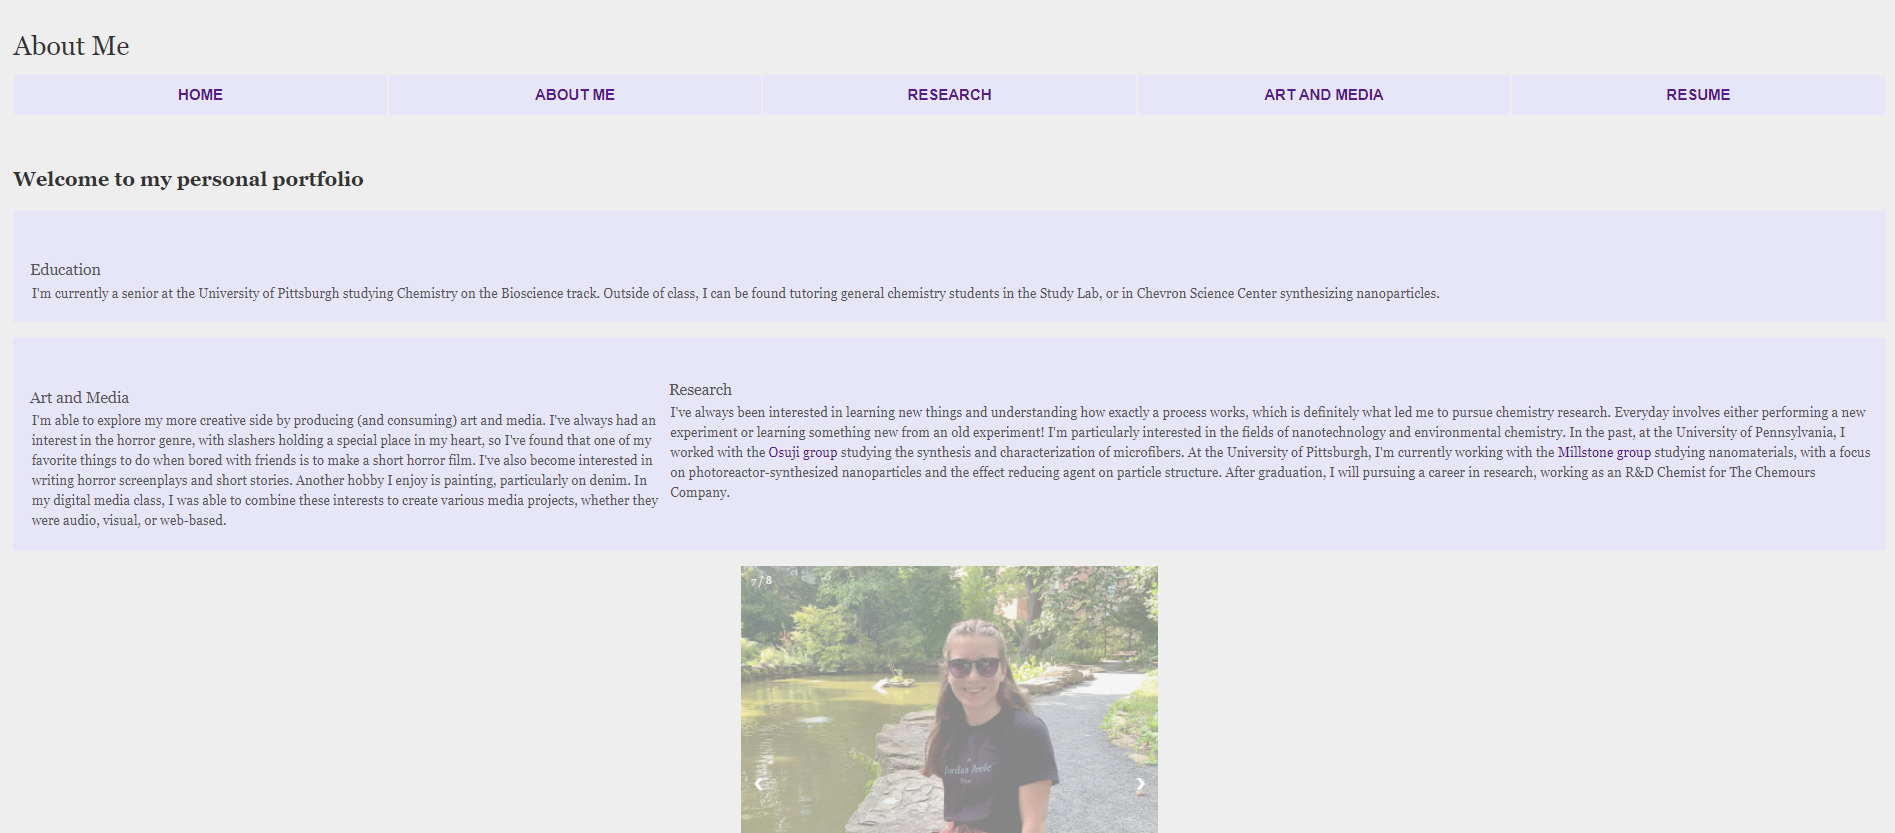 About Me
HOME
ABOUT ME
RESEARCH
ART AND MEDIA
RESUME
Welcome to my personal portfolio
Education
I'm currently a senior at the University of Pittsburgh studying Chemistry on the Bioscience track. Outside of class, I can be found tutoring general chemistry students in the Study Lab, or in Chevron Science Center synthesizing nanoparticles.
Art and Media
I'm able to explore my more creative side by producing (and consuming) art and media. I've always had an
interest in the horror genre, with slashers holding a special place in my heart, so I've found that one of my
favorite things to do when bored with friends is to make a short horror film. I've also become interested in
writing horror screenplays and short stories. Another hobby I enjoy is painting, particularly on denim. In
my digital media class, I was able to combine these interests to create various media projects, whether they
were audio, visual, or web-based.
Research
I've always been interested in learning new things and understanding how exactly a process works, which is definitely what led me to pursue chemistry research. Everyday involves either performing a new
experiment or learning something new from an old experiment! I'm particularly interested in the fields of nanotechnology and environmental chemistry. In the past, at the University of Pennsylvania, I
worked with the Osuji group studying the synthesis and characterization of microfibers. At the University of Pittsburgh, I'm currently working with the Millstone group studying nanomaterials, with a focus
on photoreactor-synthesized nanoparticles and the effect reducing agent on particle structure. After graduation, I will pursuing a career in research, working as an R&D Chemist for The Chemours
Company.
7 / 8
Jordan Peele